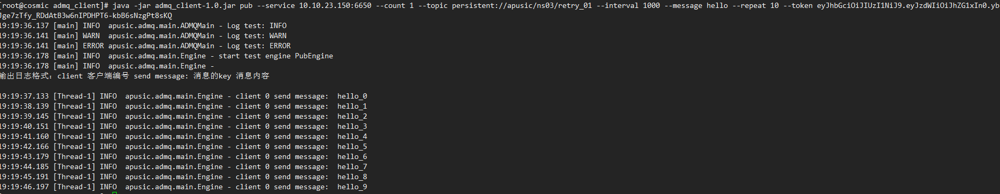 [root@cosmic admq_client]# java -jar admq_client-1.0.jar pub --service 10.10.23.150:6650 --count 1 --topic persistent://apusic/ns03/retry_01 --interval 1000 --message hello --repeat 10 --token eyJhbGciOiJIUzI1NiJ9.eyJzdWIiOiJhZG1xIn0.yb
Jge7zTfy_RDdAtB3w6nIPDHPT6-kbB6sNzgPt8sKQ
19:19:36.137 [main] INFO  apusic.admq.main.ADMQMain - Log test: INFO
19:19:36.141 [main] WARN  apusic.admq.main.ADMQMain - Log test: WARN
19:19:36.141 [main] ERROR apusic.admq.main.ADMQMain - Log test: ERROR
19:19:36.178 [main] INFO  apusic.admq.main.Engine - start test engine PubEngine
19:19:36.178 [main] INFO  apusic.admq.main.Engine -
输出日志格式: client 客户端编号 send message: 消息的key 消息内容
19:19:37.133 [Thread-1] INFO  apusic.admq.main.Engine - client 0 send message:  hello_0
19:19:38.139 [Thread-1] INFO  apusic.admq.main.Engine - client 0 send message:  hello_1
19:19:39.145 [Thread-1] INFO  apusic.admq.main.Engine - client 0 send message:  hello_2
19:19:40.151 [Thread-1] INFO  apusic.admq.main.Engine - client 0 send message:  hello_3
19:19:41.160 [Thread-1] INFO  apusic.admq.main.Engine - client 0 send message:  hello_4
19:19:42.166 [Thread-1] INFO  apusic.admq.main.Engine - client 0 send message:  hello_5
19:19:43.179 [Thread-1] INFO  apusic.admq.main.Engine - client 0 send message:  hello_6
19:19:44.185 [Thread-1] INFO  apusic.admq.main.Engine - client 0 send message:  hello_7
19:19:45.191 [Thread-1] INFO  apusic.admq.main.Engine - client 0 send message:  hello_8
19:19:46.197 [Thread-1] INFO  apusic.admq.main.Engine - client 0 send message:  hello_9